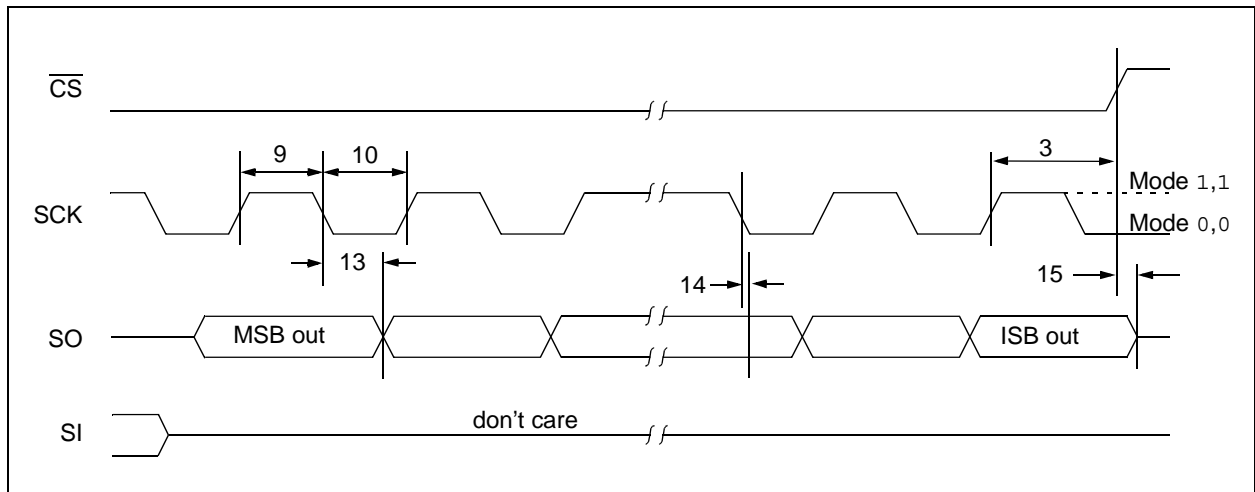 CS
9 10 3
SCK
Mode 1,1
Mode 0,0
13 14 15
SO MSB out ISB out
SI don't care